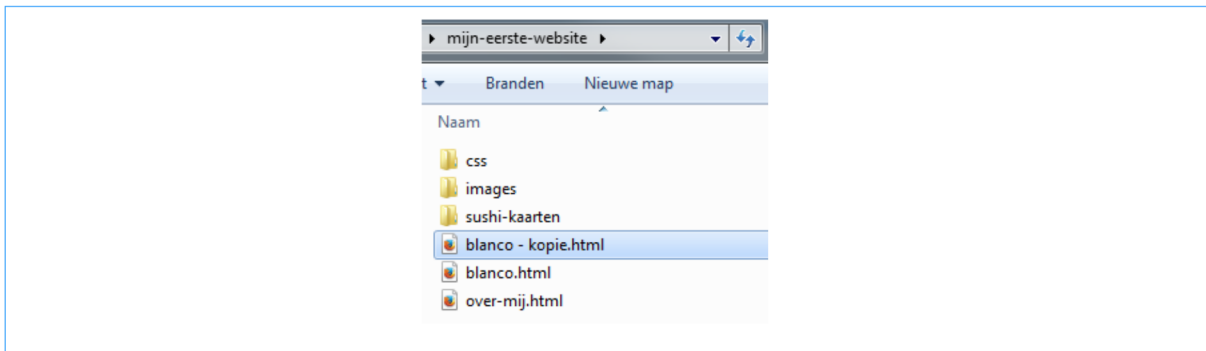 mijn-eerste-website
t Branden Nieuwe map
Naam
css
images
sushi-kaarten
blanco - kopie.html
blanco.html
over-mij.html